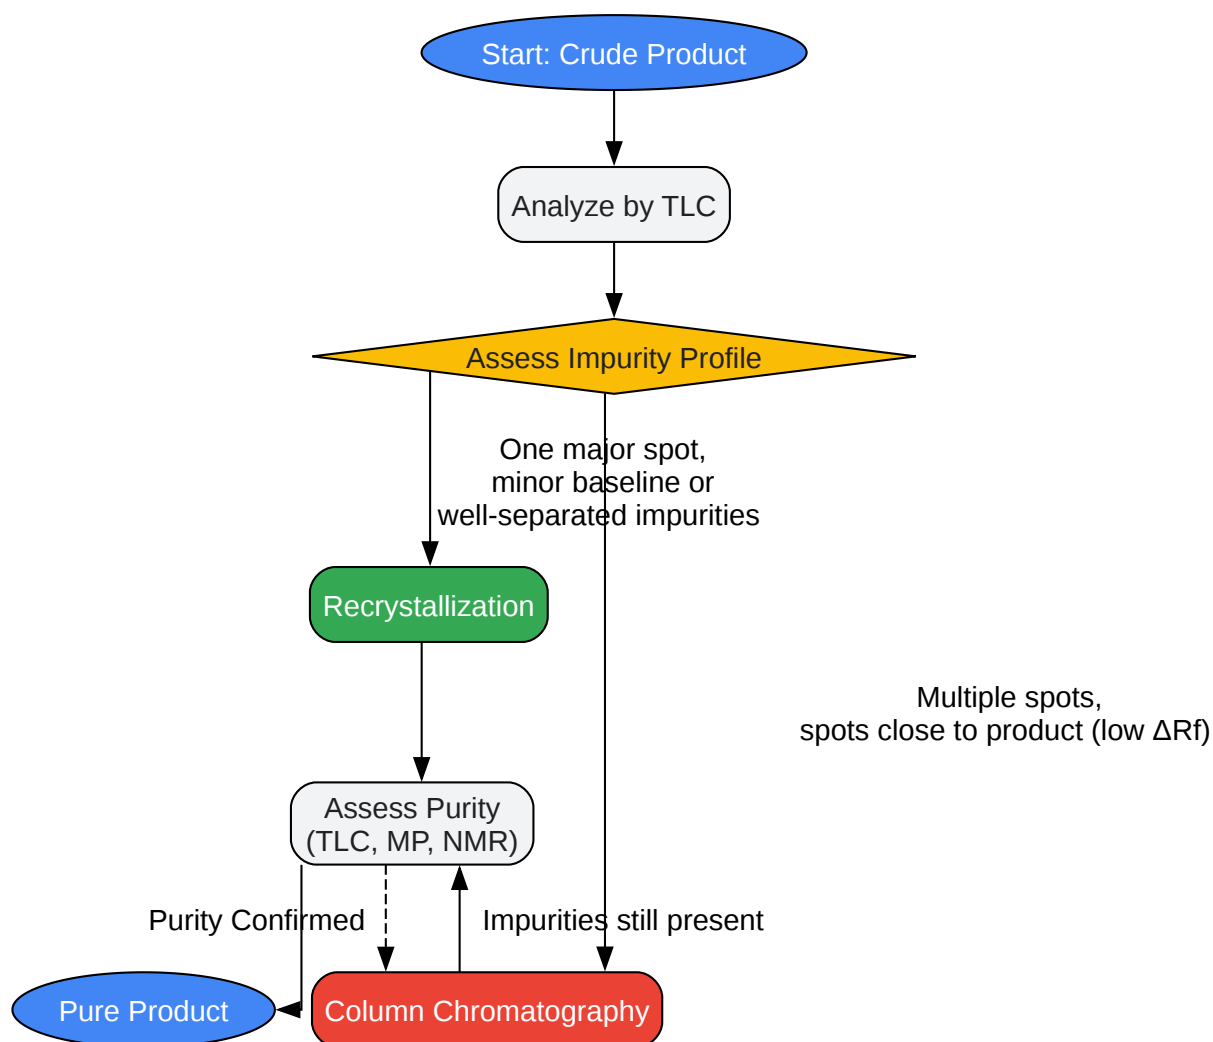 Start: Crude Product
Analyze by TLC
Assess Impurity Profile
One major spot,
minor baseline or
well-separated impurities
Recrystallization
Multiple spots,
spots close to product (low ΔRf)
Assess Purity
(TLC, MP, NMR)
Purity Confirmed
Impurities still present
Pure Product
Column Chromatography